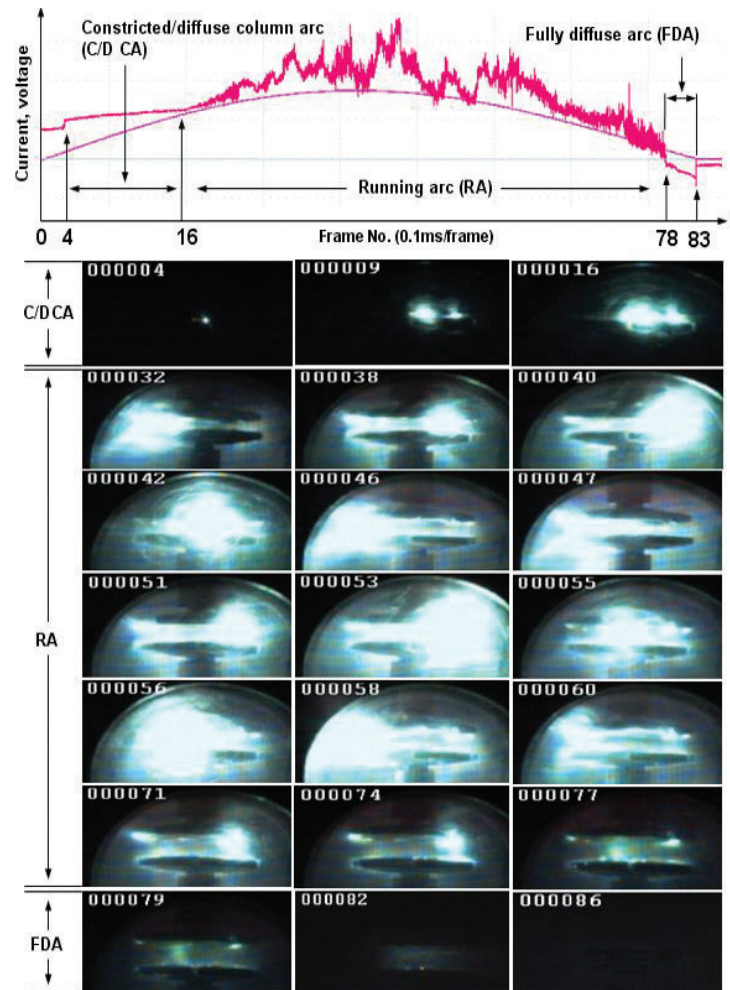 Constricted/diffuse column arc
(C/D CA)
Fully diffuse arc (FDA)
Current, voltage
Running arc (RA)
0 4 16 Frame No. (0.1ms/frame) 78 83
C/D CA
000004 000009 000016
RA
000032 000038 000040
000042 000046 000047
000051 000053 000055
000056 000058 000060
000071 000074 000077
FDA
000079 000082 000086